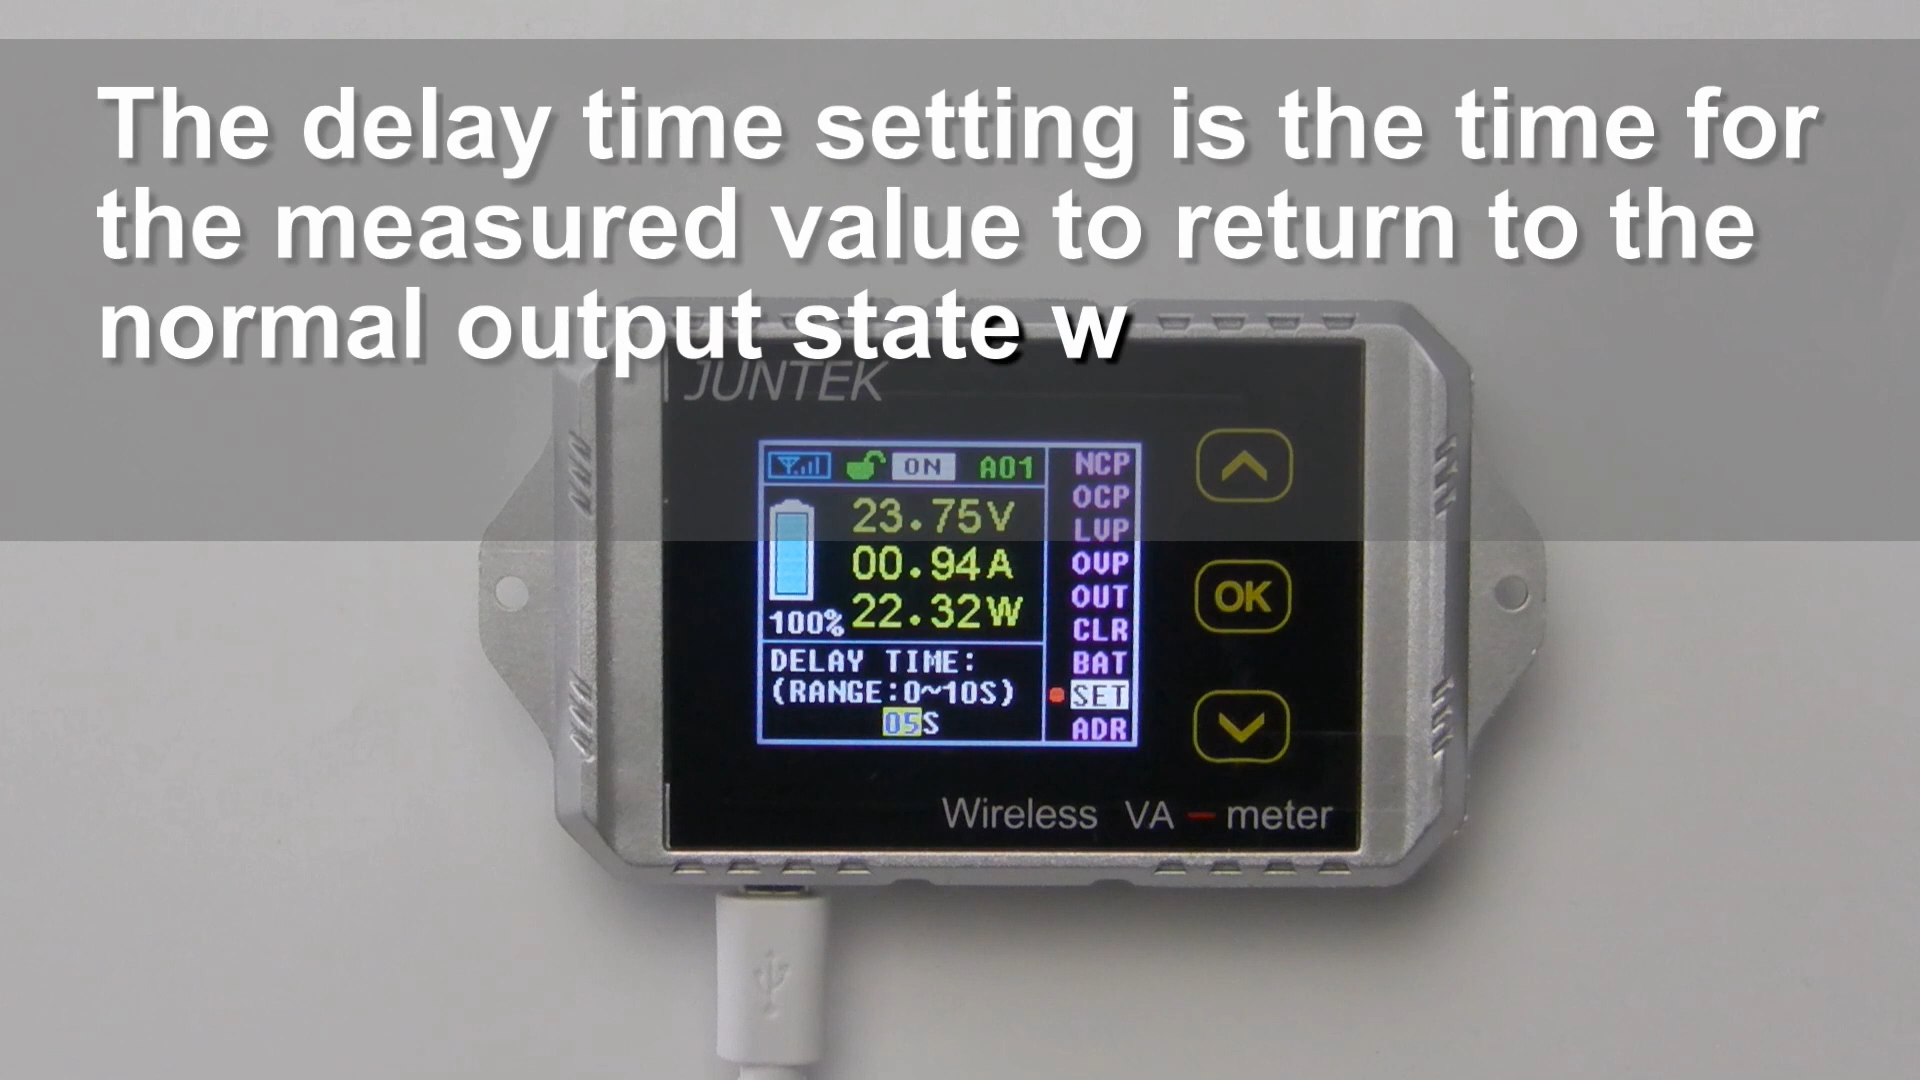 The delay time setting is the time for
the measured value to return to the
normal output state w
JUNTEK
ON A01
23.75V
00.94A
22.32W
100%
DELAY TIME:
(RANGE:0~10S)
05S
NCP
OCP
LVP
OVP
OUT
CLR
BAT
SET
ADR
OK
Wireless VA-meter